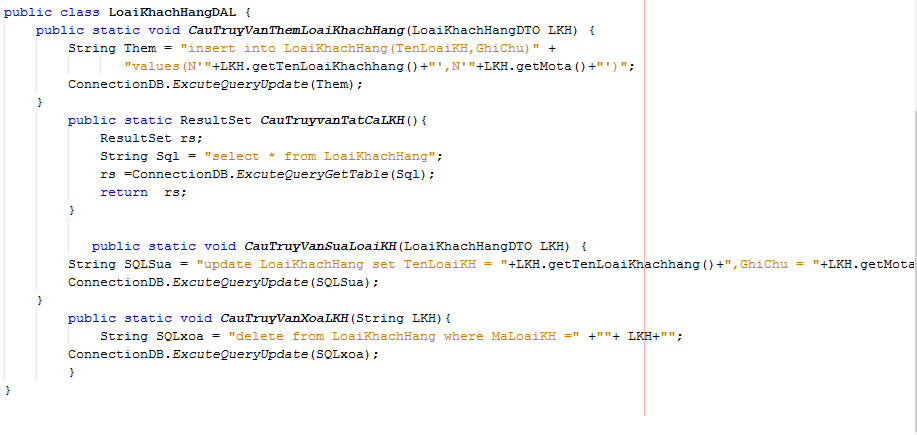 public class LoaiKhachHangDAL {
public static void CauTruyVanThemLoaiKhachHang(LoaiKhachHangDTO LKH) {
String Them = "insert into LoaiKhachHang(TenLoaiKH,GhiChu)" +
"values(N'"+LKH.getTenLoaiKhachhang()+"',N'"+LKH.getMota()+"')";
ConnectionDB.ExcuteQueryUpdate(Them);
}
public static ResultSet CauTruyvanTatCaLKH(){
ResultSet rs;
String Sql = "select * from LoaiKhachHang";
rs =ConnectionDB.ExcuteQueryGetTable(Sql);
return rs;
}
public static void CauTruyVanSuaLoaiKH(LoaiKhachHangDTO LKH) {
String SQLSua = "update LoaiKhachHang set TenLoaiKH = "+LKH.getTenLoaiKhachhang()+",GhiChu = "+LKH.getMota
ConnectionDB.ExcuteQueryUpdate(SQLSua);
}
public static void CauTruyVanXoaLKH(String LKH){
String SQLxoa = "delete from LoaiKhachHang where MaLoaiKH =" +""+ LKH+"";
ConnectionDB.ExcuteQueryUpdate(SQLxoa);
}
}